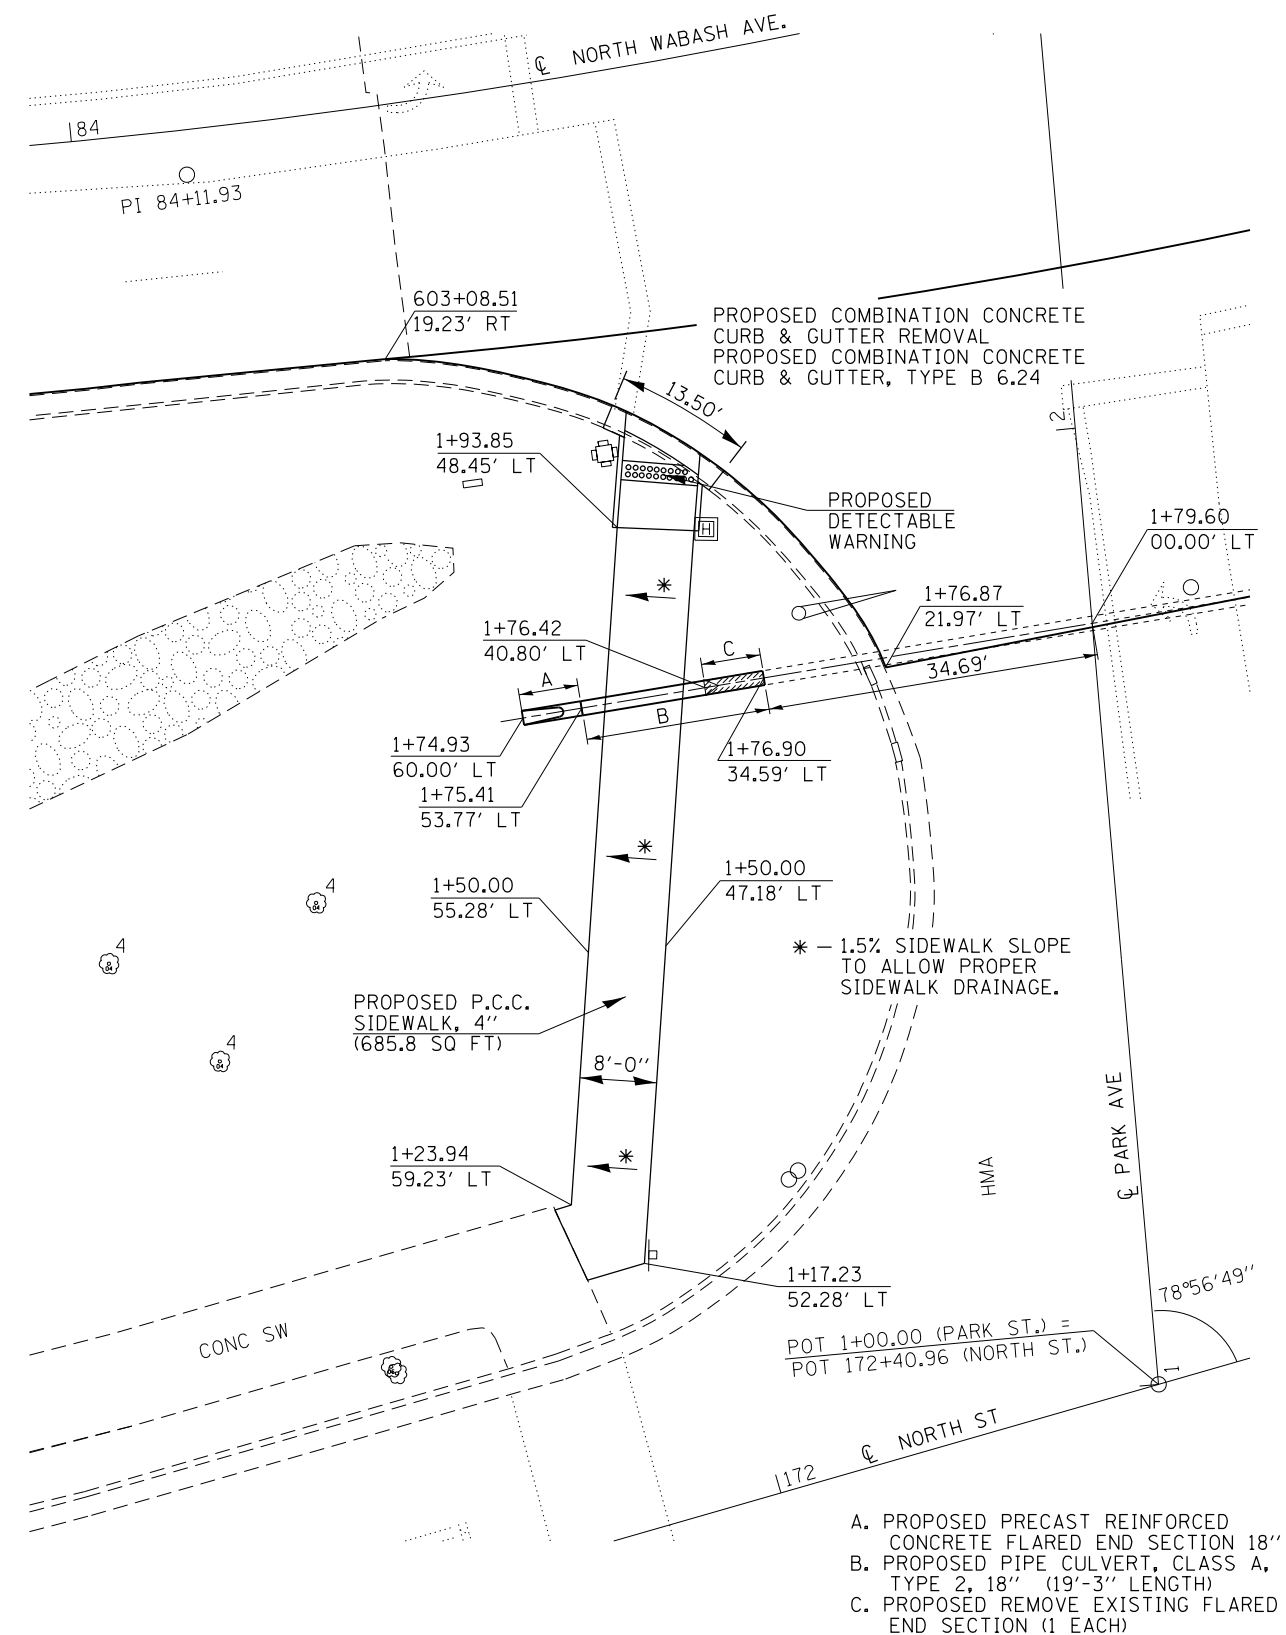 ℄ NORTH WABASH AVE.
84
PI 84+11.93
603+08.51
19.23' RT
PROPOSED COMBINATION CONCRETE
CURB & GUTTER REMOVAL
PROPOSED COMBINATION CONCRETE
CURB & GUTTER, TYPE B 6.24
13.50'
2
1+93.85
48.45' LT
H
PROPOSED
DETECTABLE
WARNING
1+79.60
00.00' LT
1+76.87
21.97' LT
1+76.42
40.80' LT
C
A
34.69'
B
1+74.93
60.00' LT
1+76.90
34.59' LT
1+75.41
53.77' LT
*
*
1+50.00
47.18' LT
1+50.00
55.28' LT
4
4
4
* – 1.5% SIDEWALK SLOPE
TO ALLOW PROPER
SIDEWALK DRAINAGE.
PROPOSED P.C.C.
SIDEWALK, 4''
(685.8 SQ FT)
8'-0''
℄ PARK AVE
HMA
1+23.94
59.23' LT
*
1+17.23
52.28' LT
78°56'49''
CONC SW
POT 1+00.00 (PARK ST.) =
POT 172+40.96 (NORTH ST.)
1
℄ NORTH ST
172
A. PROPOSED PRECAST REINFORCED
CONCRETE FLARED END SECTION 18''
B. PROPOSED PIPE CULVERT, CLASS A,
TYPE 2, 18'' (19'-3'' LENGTH)
C. PROPOSED REMOVE EXISTING FLARED
END SECTION (1 EACH)